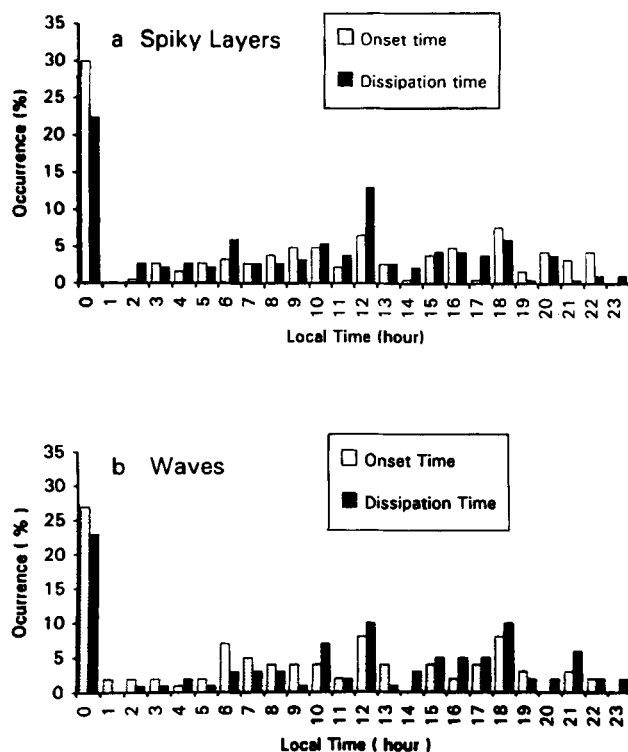 a Spiky Layers
Onset time
Dissipation time
35
30
25
20
15
10
5
0
Occurrence (%)
0 1 2 3 4 5 6 7 8 9 10 11 12 13 14 15 16 17 18 19 20 21 22 23
Local Time (hour)
b Waves
Onset Time
Dissipation Time
35
30
25
20
15
10
5
0
Ocurrence ( % )
0 1 2 3 4 5 6 7 8 9 10 11 12 13 14 15 16 17 18 19 20 21 22 23
Local Time ( hour )